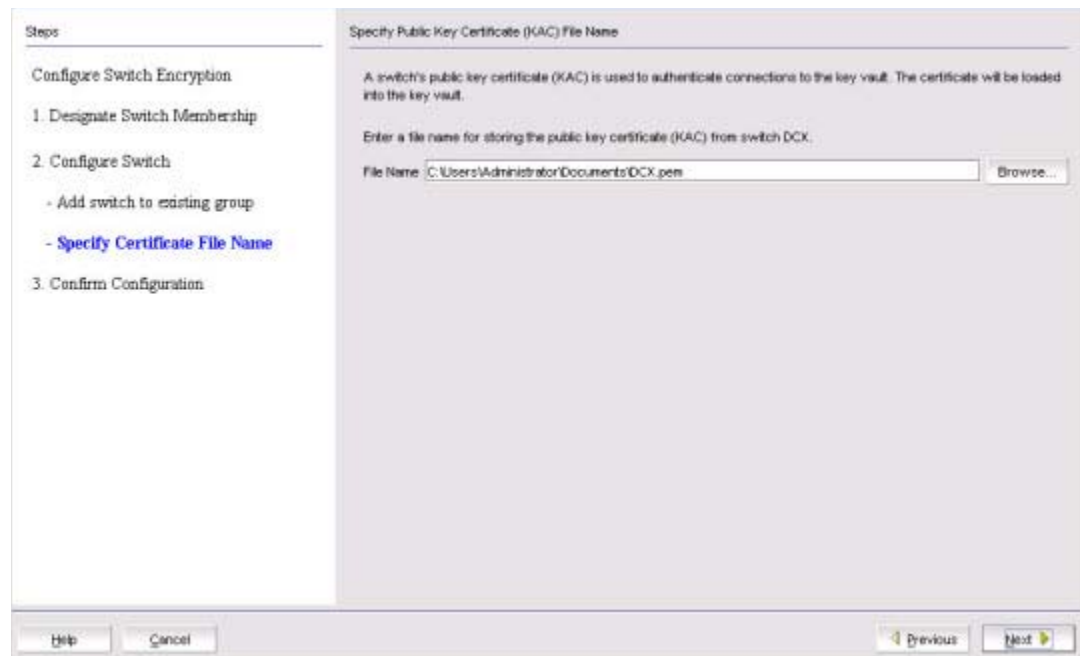 Steps
Configure Switch Encryption
1. Designate Switch Membership
2. Configure Switch
- Add switch to existing group
- Specify Certificate File Name
3. Confirm Configuration
Specify Public Key Certificate (KAC) File Name
A switch's public key certificate (KAC) is used to authenticate connections to the key vault. The certificate will be loaded
into the key vault.
Enter a file name for storing the public key certificate (KAC) from switch DCX.
File Name C:\Users\Administrator\Documents\DCX.pem Browse...
Help Cancel Previous Next